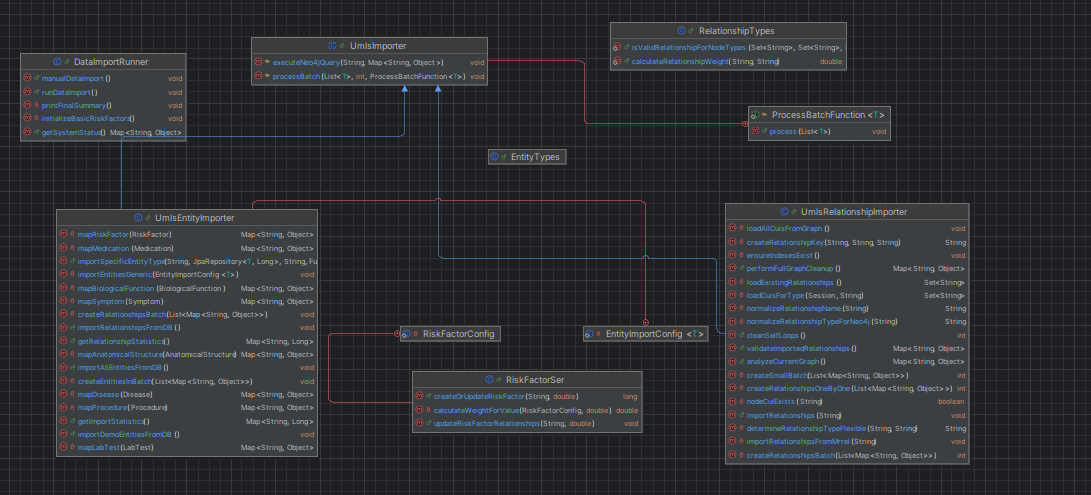 DataImportRunner
manualDataImport () void
runDataImport() void
printFinalSummary() void
initializeBasicRiskFactors() void
getSystemStatus() Map<String, Object>
UmlsImporter
executeNeo4jQuery(String, Map<String, Object>) void
processBatch (List<T>, int, ProcessBatchFunction<T>) void
RelationshipTypes
isValidRelationshipForNodeTypes (Set<String>, Set<String>,
calculateRelationshipWeight(String, String) double
ProcessBatchFunction <T>
process (List<T>) void
EntityTypes
UmlsEntityImporter
mapRiskFactor(RiskFactor) Map<String, Object>
mapMedication (Medication) Map<String, Object>
importSpecificEntityType(String, JpaRepository<T, Long>, String, Fu
importEntitiesGeneric(EntityImportConfig <T>) void
mapBiologicalFunction (BiologicalFunction ) Map<String, Object>
mapSymptom (Symptom) Map<String, Object>
createRelationshipsBatch(List<Map<String, Object>>) void
importRelationshipsFromDB () void
getRelationshipStatistics() Map<String, Long>
mapAnatomicalStructure(AnatomicalStructure) Map<String, Object>
importAllEntitiesFromDB () void
createEntitiesInBatch(List<Map<String, Object>>) void
mapDisease(Disease) Map<String, Object>
mapProcedure(Procedure) Map<String, Object>
getImportStatistics() Map<String, Long>
importDemoEntitiesFromDB () void
mapLabTest(LabTest) Map<String, Object>
RiskFactorConfig
EntityImportConfig <T>
RiskFactorSer
createOrUpdateRiskFactor(String, double) long
calculateWeightForValue(RiskFactorConfig, double) double
updateRiskFactorRelationships(String, double) void
UmlsRelationshipImporter
loadAllCuisFromGraph () void
createRelationshipKey(String, String, String) String
ensureIndexesExist() void
performFullGraphCleanup () Map<String, Object>
loadExistingRelationships () Set<String>
loadCuisForType (Session, String) Set<String>
normalizeRelationshipName(String) String
normalizeRelationshipTypeForNeo4j(String) String
cleanSelfLoops () int
validateImportedRelationships () Map<String, Object>
analyzeCurrentGraph () Map<String, Object>
createSmallBatch(List<Map<String, Object>>) int
createRelationshipsOneByOne (List<Map<String, Object>>) int
nodeCuiExists (String) boolean
importRelationships (String) void
determineRelationshipTypeFlexible (String, String) String
importRelationshipsFromMrrel(String) void
createRelationshipsBatch(List<Map<String, Object>>) int